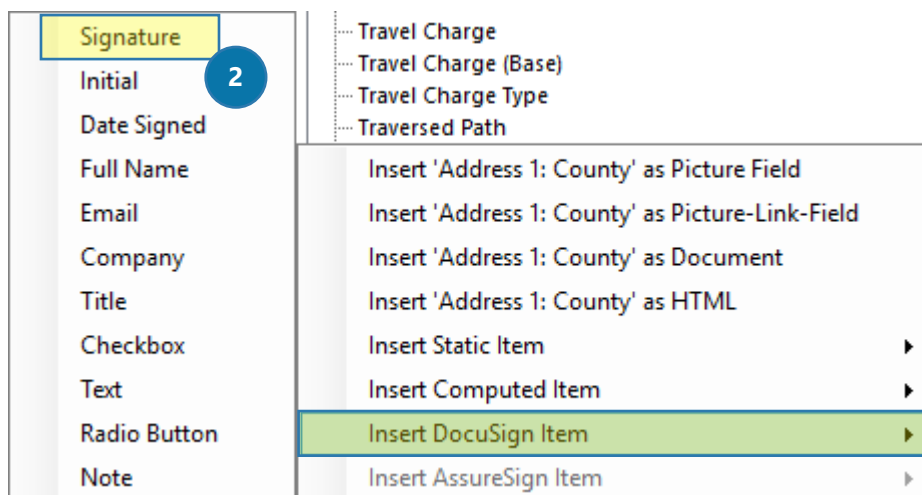 Signature
2
Initial
Date Signed
Full Name
Email
Company
Title
Checkbox
Text
Radio Button
Note
Travel Charge
Travel Charge (Base)
Travel Charge Type
Traversed Path
Insert 'Address 1: County' as Picture Field
Insert 'Address 1: County' as Picture-Link-Field
Insert 'Address 1: County' as Document
Insert 'Address 1: County' as HTML
Insert Static Item
Insert Computed Item
Insert DocuSign Item
Insert AssureSign Item